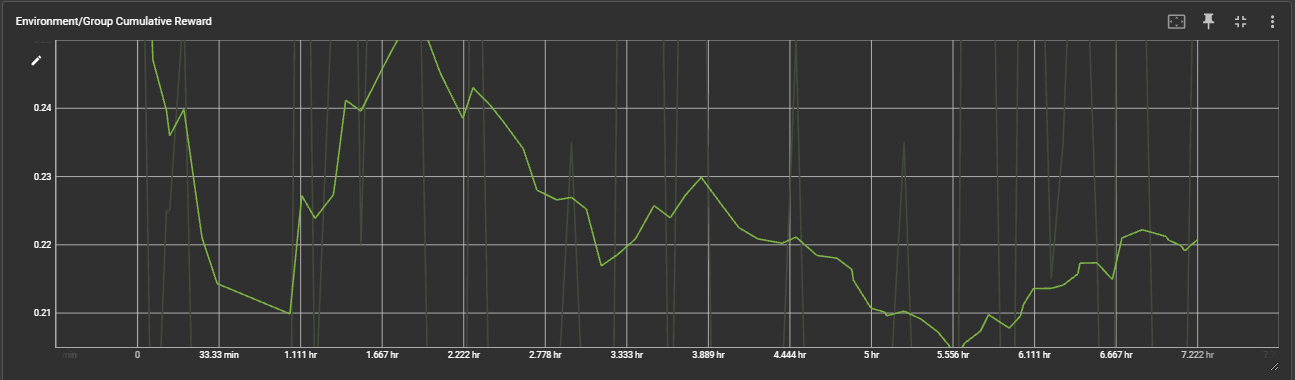 Environment/Group Cumulative Reward
0.24
0.23
0.22
0.21
min 0 33.33 min 1.111 hr 1.667 hr 2.222 hr 2.778 hr 3.333 hr 3.889 hr 4.444 hr 5 hr 5.556 hr 6.111 hr 6.667 hr 7.222 hr